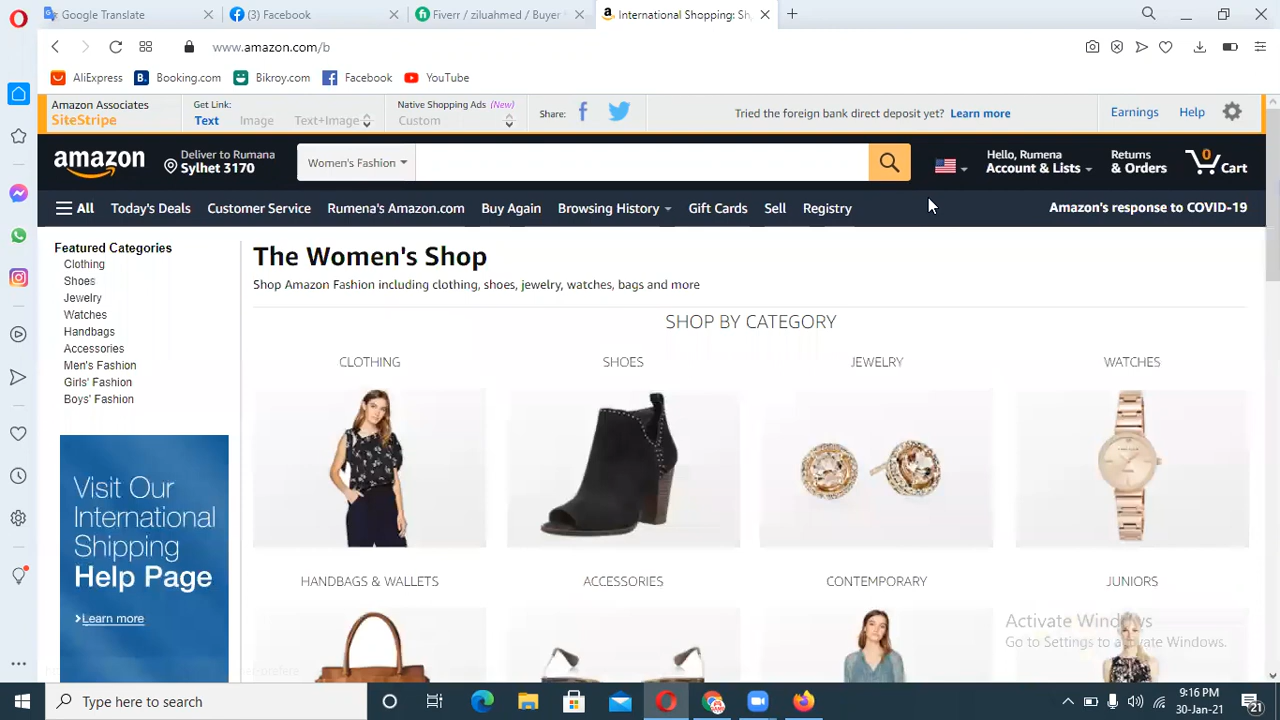 Google Translate
(3) Facebook
Fiverr / ziluahmed / Buyer
International Shopping: Sh
www.amazon.com/b
AliExpress
Booking.com
Bikroy.com
Facebook
YouTube
Amazon Associates
SiteStripe
Get Link:
Text
Image
Text+Image
Native Shopping Ads (New)
Custom
Share:
Tried the foreign bank direct deposit yet? Learn more
Earnings
Help
amazon
Deliver to Rumana
Sylhet 3170
Women's Fashion
Hello, Rumena
Account & Lists
Returns
& Orders
0
Cart
All
Today's Deals
Customer Service
Rumena's Amazon.com
Buy Again
Browsing History
Gift Cards
Sell
Registry
Amazon's response to COVID-19
Featured Categories
Clothing
Shoes
Jewelry
Watches
Handbags
Accessories
Men's Fashion
Girls' Fashion
Boys' Fashion
Visit Our
International
Shipping
Help Page
Learn more
The Women's Shop
Shop Amazon Fashion including clothing, shoes, jewelry, watches, bags and more
SHOP BY CATEGORY
CLOTHING
SHOES
JEWELRY
WATCHES
HANDBAGS & WALLETS
ACCESSORIES
CONTEMPORARY
JUNIORS
Activate Windows
Go to Settings to activate Windows.
Type here to search
9:16 PM
30-Jan-21
21